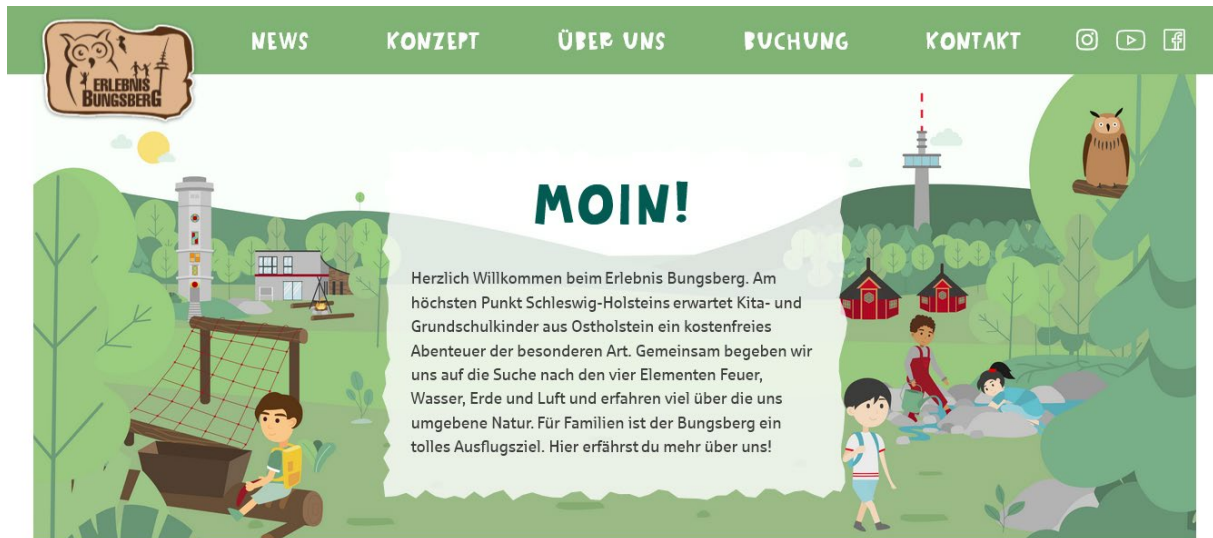 ERLEBNIS
BUNGSBERG
NEWS KONZEPT ÜBER UNS BUCHUNG KONTAKT
MOIN!
Herzlich Willkommen beim Erlebnis Bungsberg. Am
höchsten Punkt Schleswig-Holsteins erwartet Kita- und
Grundschulkinder aus Ostholstein ein kostenfreies
Abenteuer der besonderen Art. Gemeinsam begeben wir
uns auf die Suche nach den vier Elementen Feuer,
Wasser, Erde und Luft und erfahren viel über die uns
umgebene Natur. Für Familien ist der Bungsberg ein
tolles Ausflugsziel. Hier erfährst du mehr über uns!